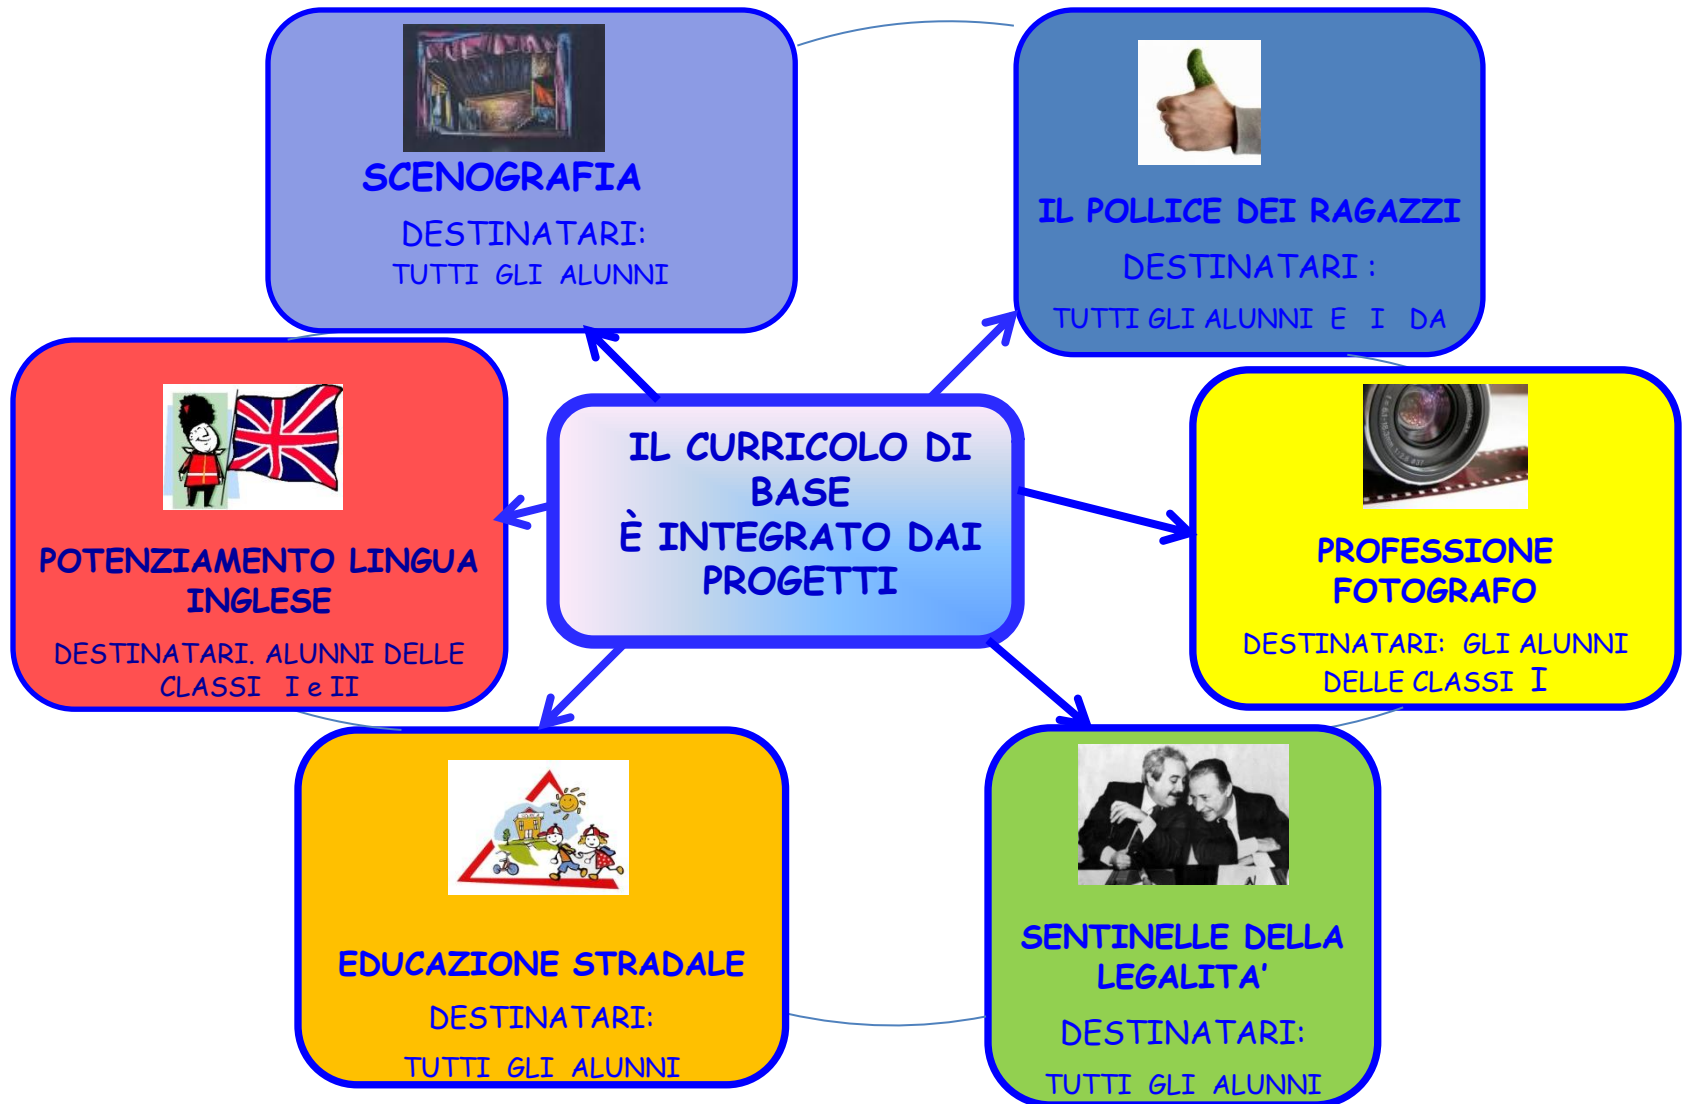 SCENOGRAFIA
DESTINATARI:
TUTTI GLI ALUNNI
IL POLLICE DEI RAGAZZI
DESTINATARI :
TUTTI GLI ALUNNI E I DA
POTENZIAMENTO LINGUA
INGLESE
DESTINATARI. ALUNNI DELLE
CLASSI I e II
IL CURRICOLO DI
BASE
È INTEGRATO DAI
PROGETTI
PROFESSIONE
FOTOGRAFO
DESTINATARI: GLI ALUNNI
DELLE CLASSI I
EDUCAZIONE STRADALE
DESTINATARI:
TUTTI GLI ALUNNI
SENTINELLE DELLA
LEGALITA’
DESTINATARI:
TUTTI GLI ALUNNI